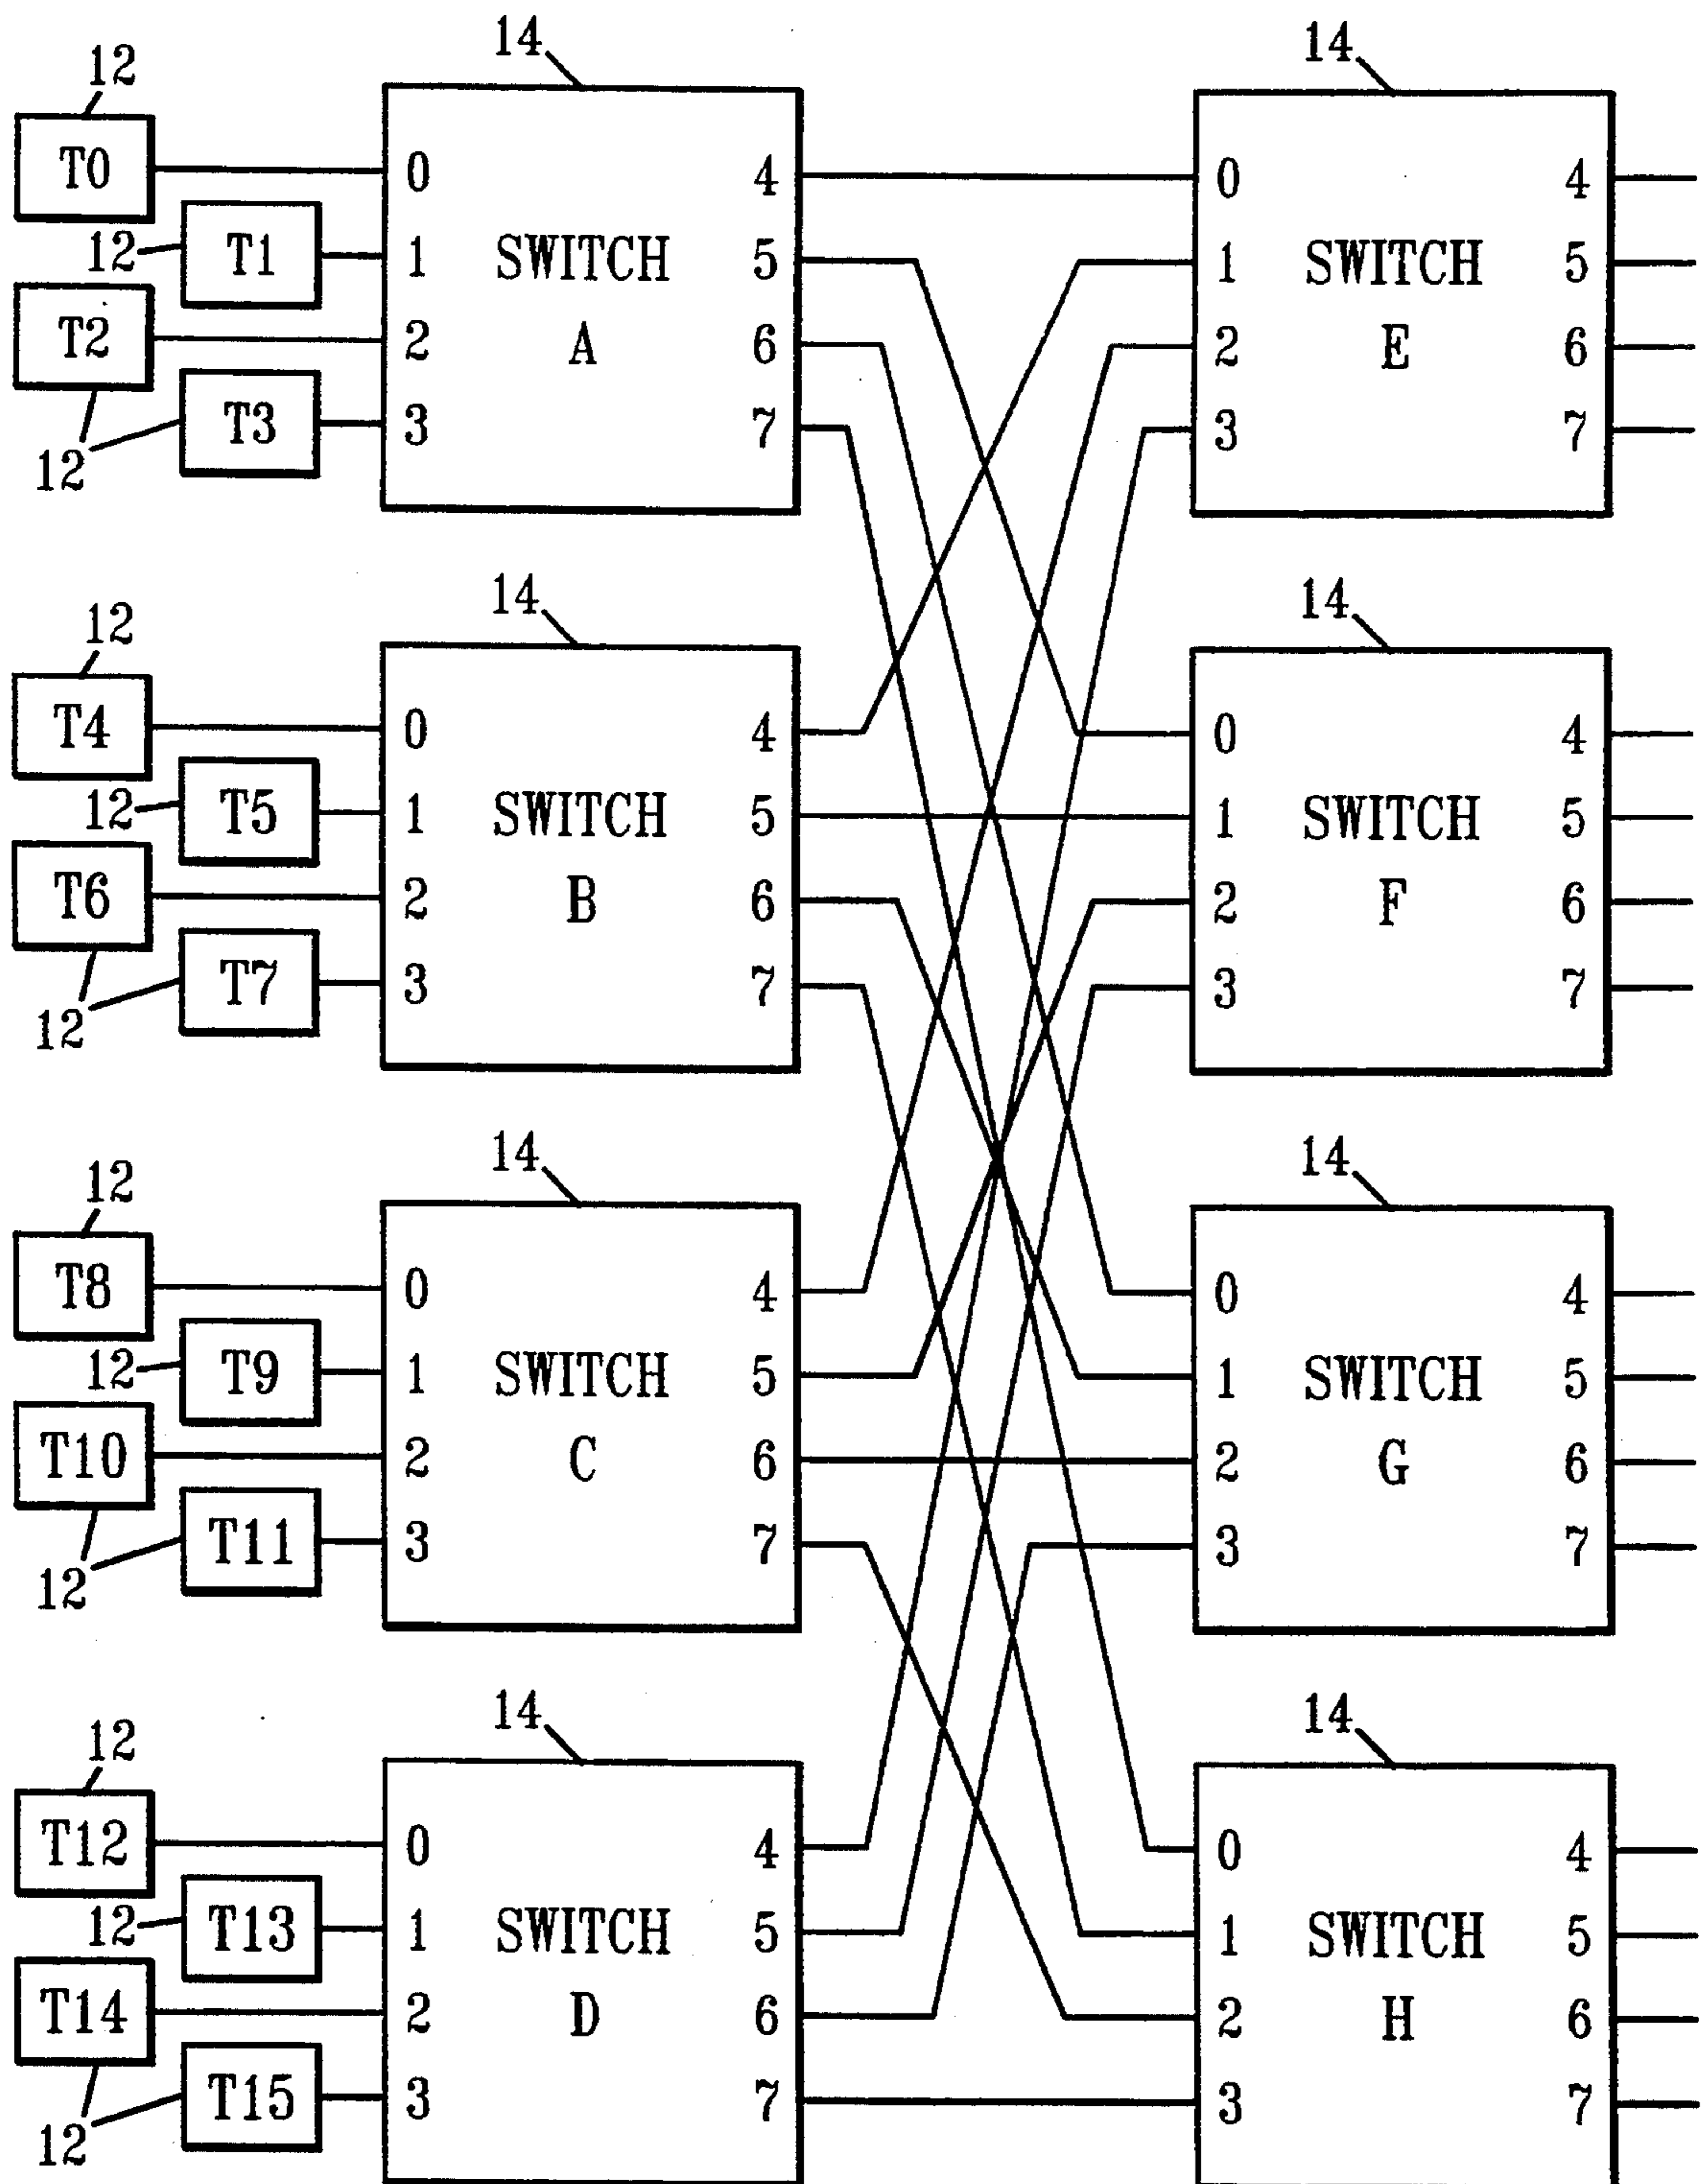 14 14
12
T0 0 4 0 4
12 T1 1 SWITCH 5 1 SWITCH 5
T2 2 A 6 2 E 6
T3 3 7 3 7
12
14 14
12
T4 0 4 0 4
12 T5 1 SWITCH 5 1 SWITCH 5
T6 2 B 6 2 F 6
T7 3 7 3 7
12
14 14
12
T8 0 4 0 4
12 T9 1 SWITCH 5 1 SWITCH 5
T10 2 C 6 2 G 6
T11 3 7 3 7
12
14 14
12
T12 0 4 0 4
12 T13 1 SWITCH 5 1 SWITCH 5
T14 2 D 6 2 H 6
T15 3 7 3 7
12